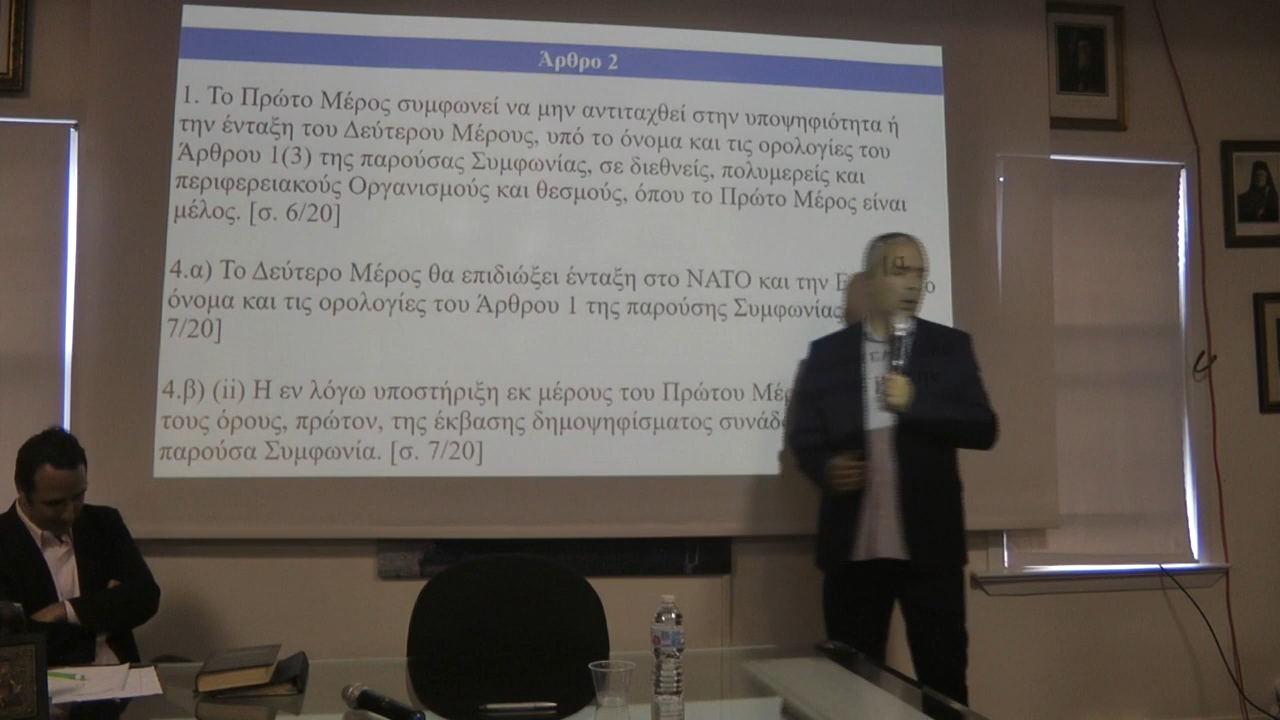 Άρθρο 2
1. Το Πρώτο Μέρος συμφωνεί να μην αντιταχθεί στην υποψηφιότητα ή
την ένταξη του Δεύτερου Μέρους, υπό το όνομα και τις ορολογίες του
Άρθρου 1(3) της παρούσας Συμφωνίας, σε διεθνείς, πολυμερείς και
περιφερειακούς Οργανισμούς και θεσμούς, όπου το Πρώτο Μέρος είναι
μέλος. [σ. 6/20]
4.α) Το Δεύτερο Μέρος θα επιδιώξει ένταξη στο ΝΑΤΟ και την
όνομα και τις ορολογίες του Άρθρου 1 της παρούσης Συμφωνίας
7/20]
4.β) (ii) Η εν λόγω υποστήριξη εκ μέρους του Πρώτου
τους όρους, πρώτον, της έκβασης δημοψηφίσματος
παρούσα Συμφωνία. [σ. 7/20]